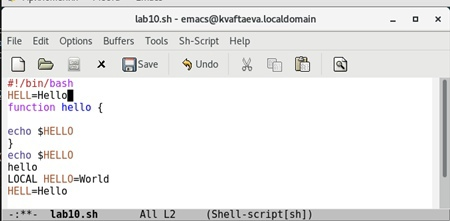 lab10.sh - emacs@kvaftaeva.localdomain
File Edit Options Buffers Tools Sh-Script Help
Save Undo
#!/bin/bash
HELL=Hello
function hello {
echo $HELLO
}
echo $HELLO
hello
LOCAL HELLO=World
HELL=Hello
-:**- lab10.sh All L2 (Shell-script[sh])